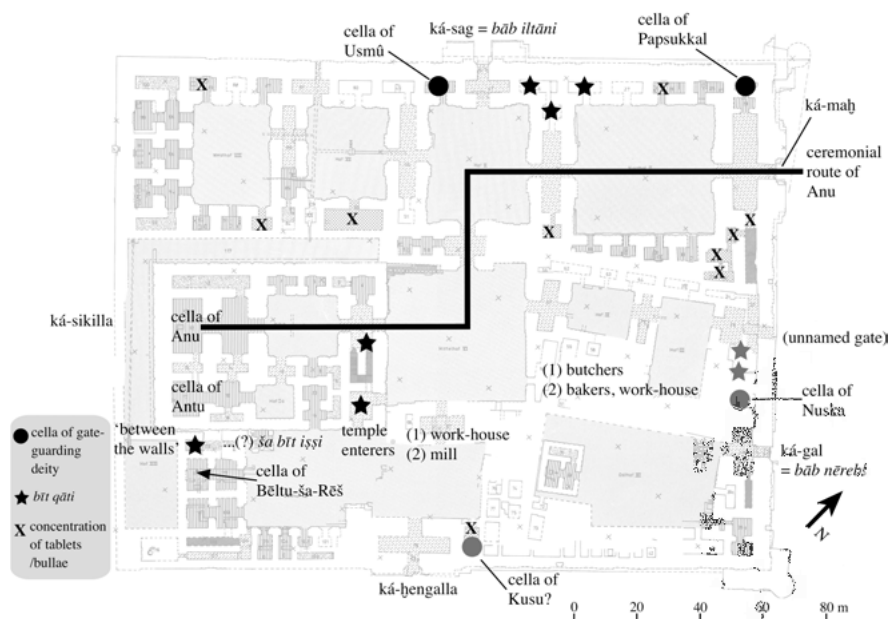 cella of
Usmû
ká-sag = bāb iltāni
cella of
Papsukkal
ká-maḫ
ceremonial
route of
Anu
ká-sikilla
cella of
Anu
cella of
Antu
(unnamed gate)
(1) butchers
(2) bakers, work-house
cella of
Nuska
‘between
the walls‘
...(?) ša bīt iṣṣi
temple
enterers
(1) work-house
(2) mill
cella of
Bēltu-ša-Rēš
ká-gal
= bāb nērebi
N
ká-ḫengalla
cella of
Kusu?
cella of gate-
guarding
deity
bīt qāti
X concentration
of tablets
/bullae
X
X
X
X
X
X
X
X
X
0 20 40 60 80 m